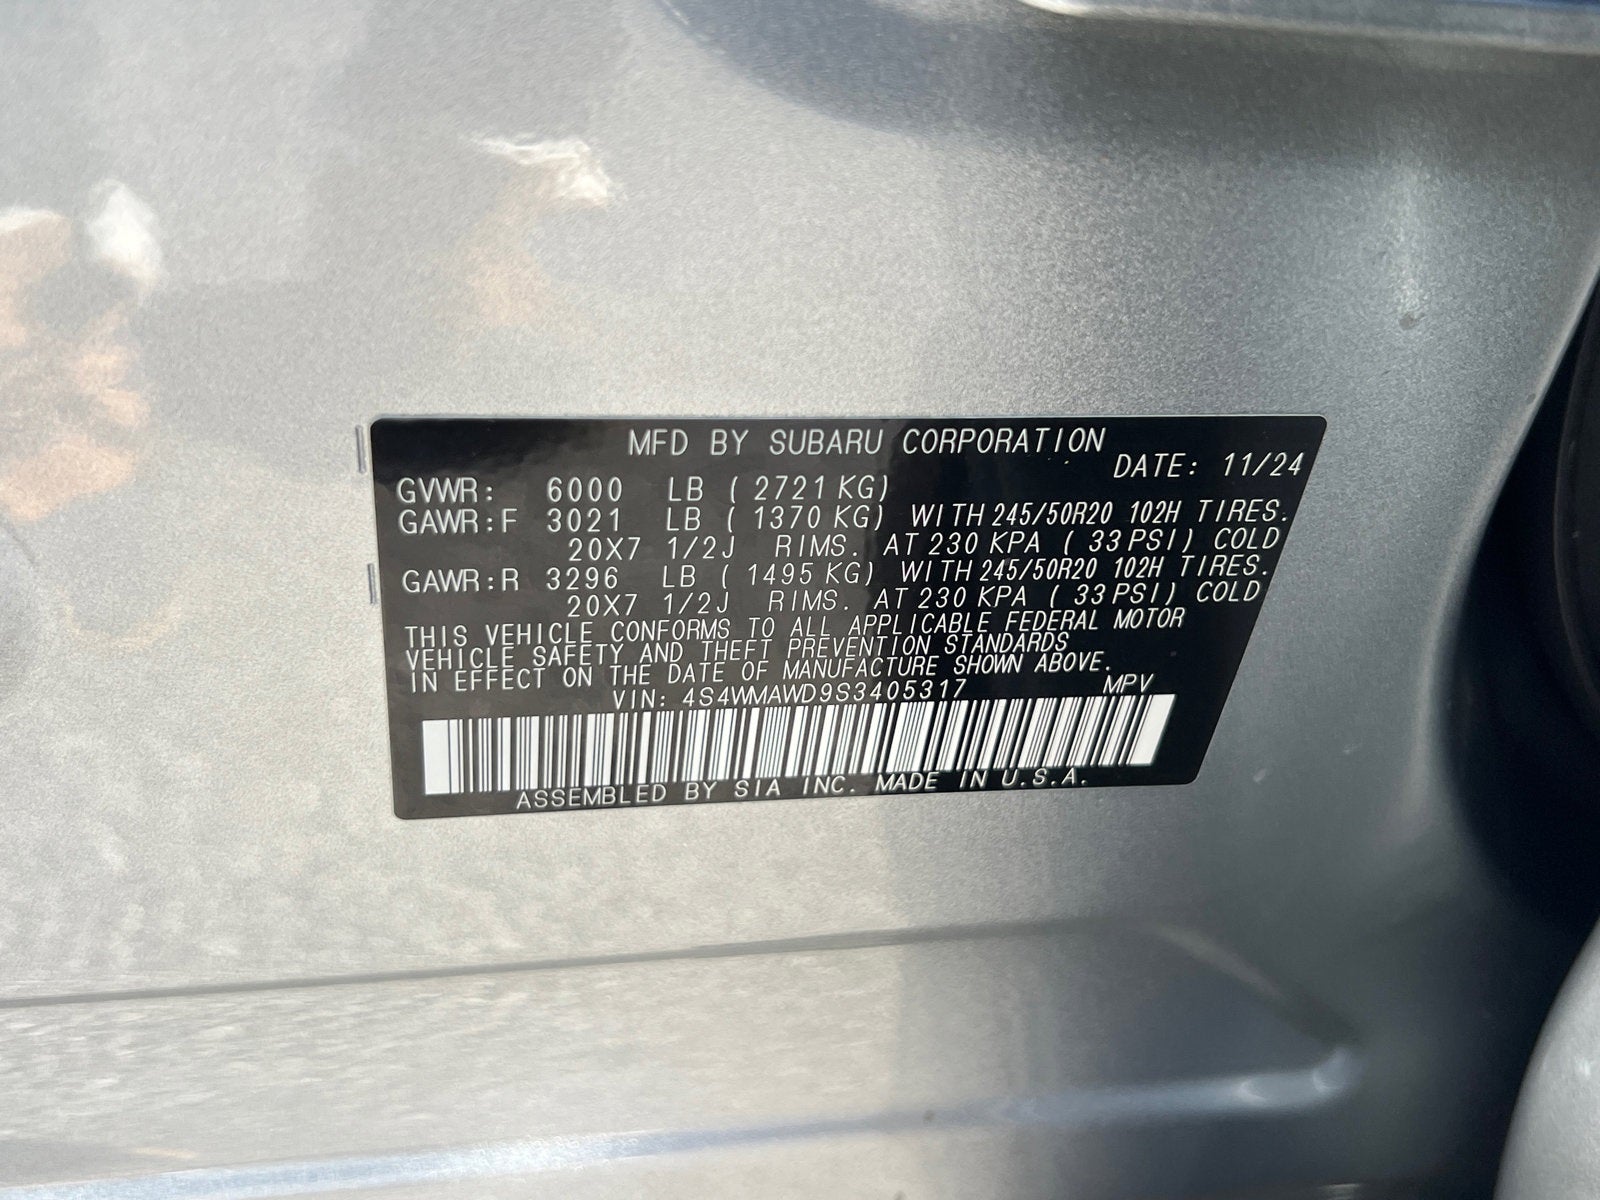 MFD BY SUBARU CORPORATION
DATE: 11/24
GVWR: 6000 LB ( 2721 KG)
GAWR:F 3021 LB ( 1370 KG) WITH 245/50R20 102H TIRES.
20X7 1/2J RIMS. AT 230 KPA ( 33 PSI) COLD
GAWR:R 3296 LB ( 1495 KG) WITH 245/50R20 102H TIRES.
20X7 1/2J RIMS. AT 230 KPA ( 33 PSI) COLD
THIS VEHICLE CONFORMS TO ALL APPLICABLE FEDERAL MOTOR
VEHICLE SAFETY AND THEFT PREVENTION STANDARDS
IN EFFECT ON THE DATE OF MANUFACTURE SHOWN ABOVE.
VIN: 4S4WMAWD9S3405317 MPV
ASSEMBLED BY SIA INC. MADE IN U.S.A.